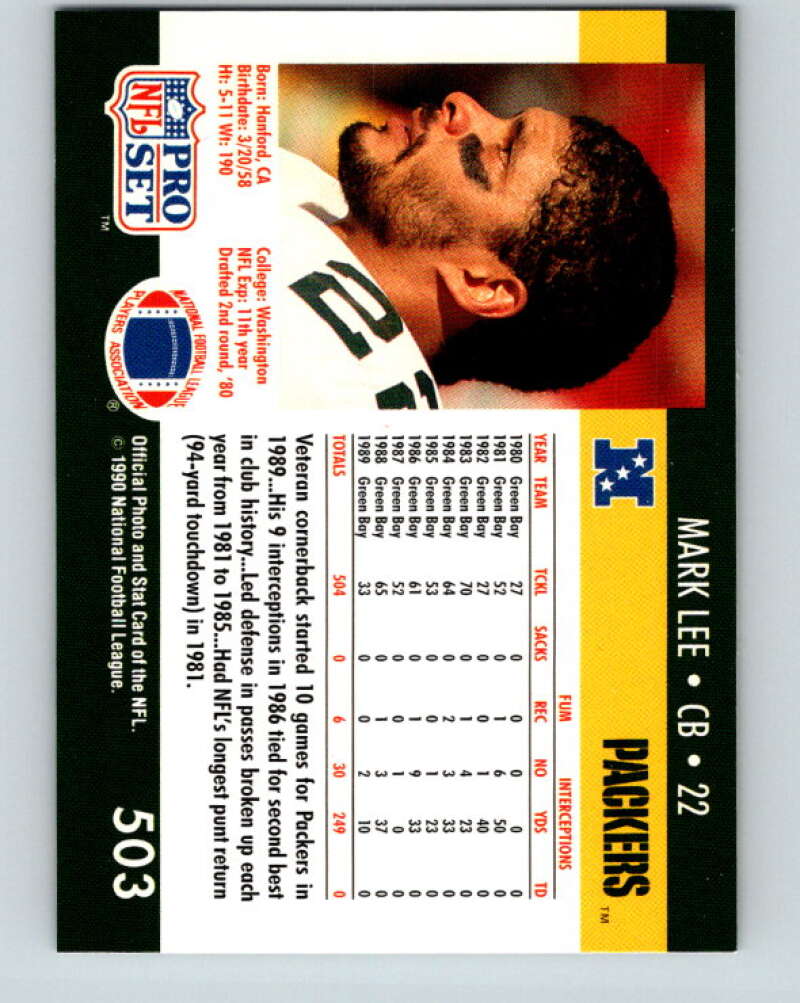 MARK LEE • CB • 22
PACKERS ™
NFL PRO SET ™
Born: Hanford, CA
Birthdate: 3/20/58
Ht: 5-11 Wt: 190
College: Washington
NFL Exp: 11th year
Drafted 2nd round, '80
NATIONAL FOOTBALL LEAGUE
PLAYERS ASSOCIATION ®
22
N
FUM INTERCEPTIONS
YEAR TEAM TCKL SACKS REC NO YDS TD
1980 Green Bay 27 0 0 0 0 0
1981 Green Bay 52 0 1 6 50 0
1982 Green Bay 27 0 0 1 40 0
1983 Green Bay 70 0 1 4 23 0
1984 Green Bay 64 0 2 3 33 0
1985 Green Bay 53 0 0 1 23 0
1986 Green Bay 61 0 1 9 33 0
1987 Green Bay 52 0 0 1 0 0
1988 Green Bay 65 0 1 3 37 0
1989 Green Bay 33 0 0 2 10 0
TOTALS 504 0 6 30 249 0
Veteran cornerback started 10 games for Packers in
1989...His 9 interceptions in 1986 tied for second best
in club history...Led defense in passes broken up each
year from 1981 to 1985...Had NFL's longest punt return
(94-yard touchdown) in 1981.
Official Photo and Stat Card of the NFL.
© 1990 National Football League.
503